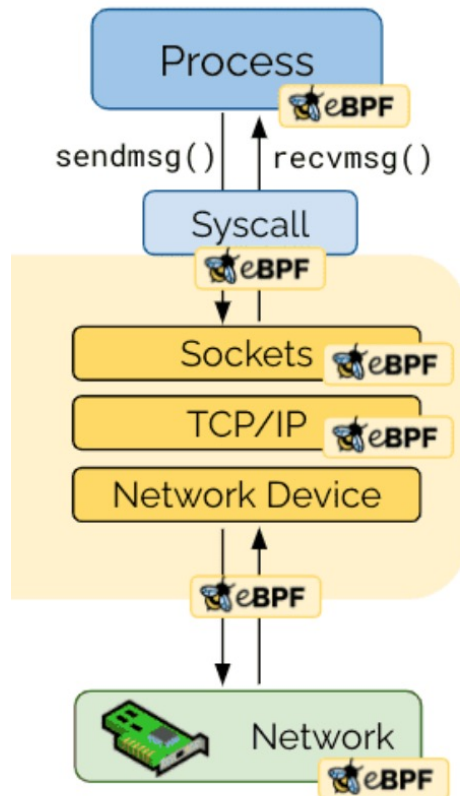 Process
eBPF
sendmsg()
recvmsg()
Syscall
eBPF
Sockets
eBPF
TCP/IP
eBPF
Network Device
eBPF
Network
eBPF